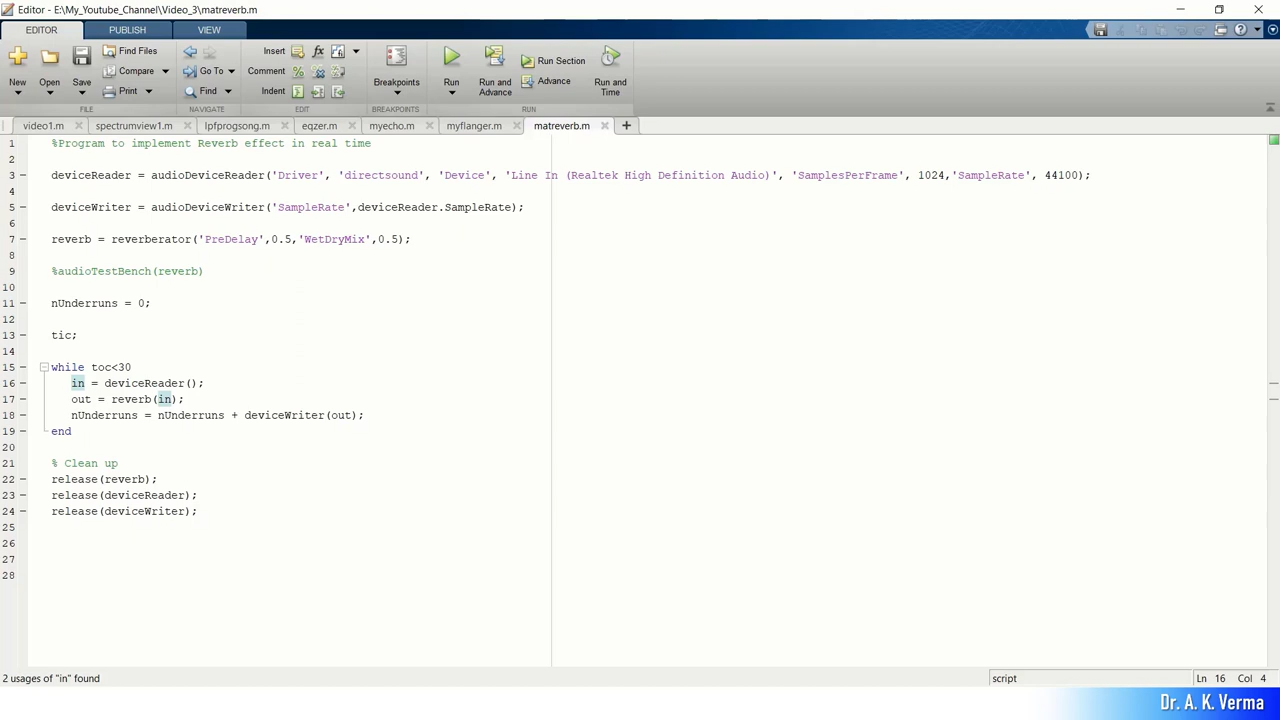 Editor - E:\My_Youtube_Channel\Video_3\matreverb.m
EDITOR PUBLISH VIEW
New Open Save Find Files Compare Print Go To Find Insert Comment Indent Breakpoints Run Run and Advance Run Section Advance Run and Time
FILE NAVIGATE EDIT BREAKPOINTS RUN
video1.m spectrumview1.m lpfprogsong.m eqzer.m myecho.m myflanger.m matreverb.m
1 %Program to implement Reverb effect in real time
2
3 deviceReader = audioDeviceReader('Driver', 'directsound', 'Device', 'Line In (Realtek High Definition Audio)', 'SamplesPerFrame', 1024,'SampleRate', 44100);
4
5 deviceWriter = audioDeviceWriter('SampleRate',deviceReader.SampleRate);
6
7 reverb = reverberator('PreDelay',0.5,'WetDryMix',0.5);
8
9 %audioTestBench(reverb)
10
11 nUnderruns = 0;
12
13 tic;
14
15 while toc<30
16 in = deviceReader();
17 out = reverb(in);
18 nUnderruns = nUnderruns + deviceWriter(out);
19 end
20
21 % Clean up
22 release(reverb);
23 release(deviceReader);
24 release(deviceWriter);
25
26
27
28
2 usages of "in" found script Ln 16 Col 4
Dr. A. K. Verma